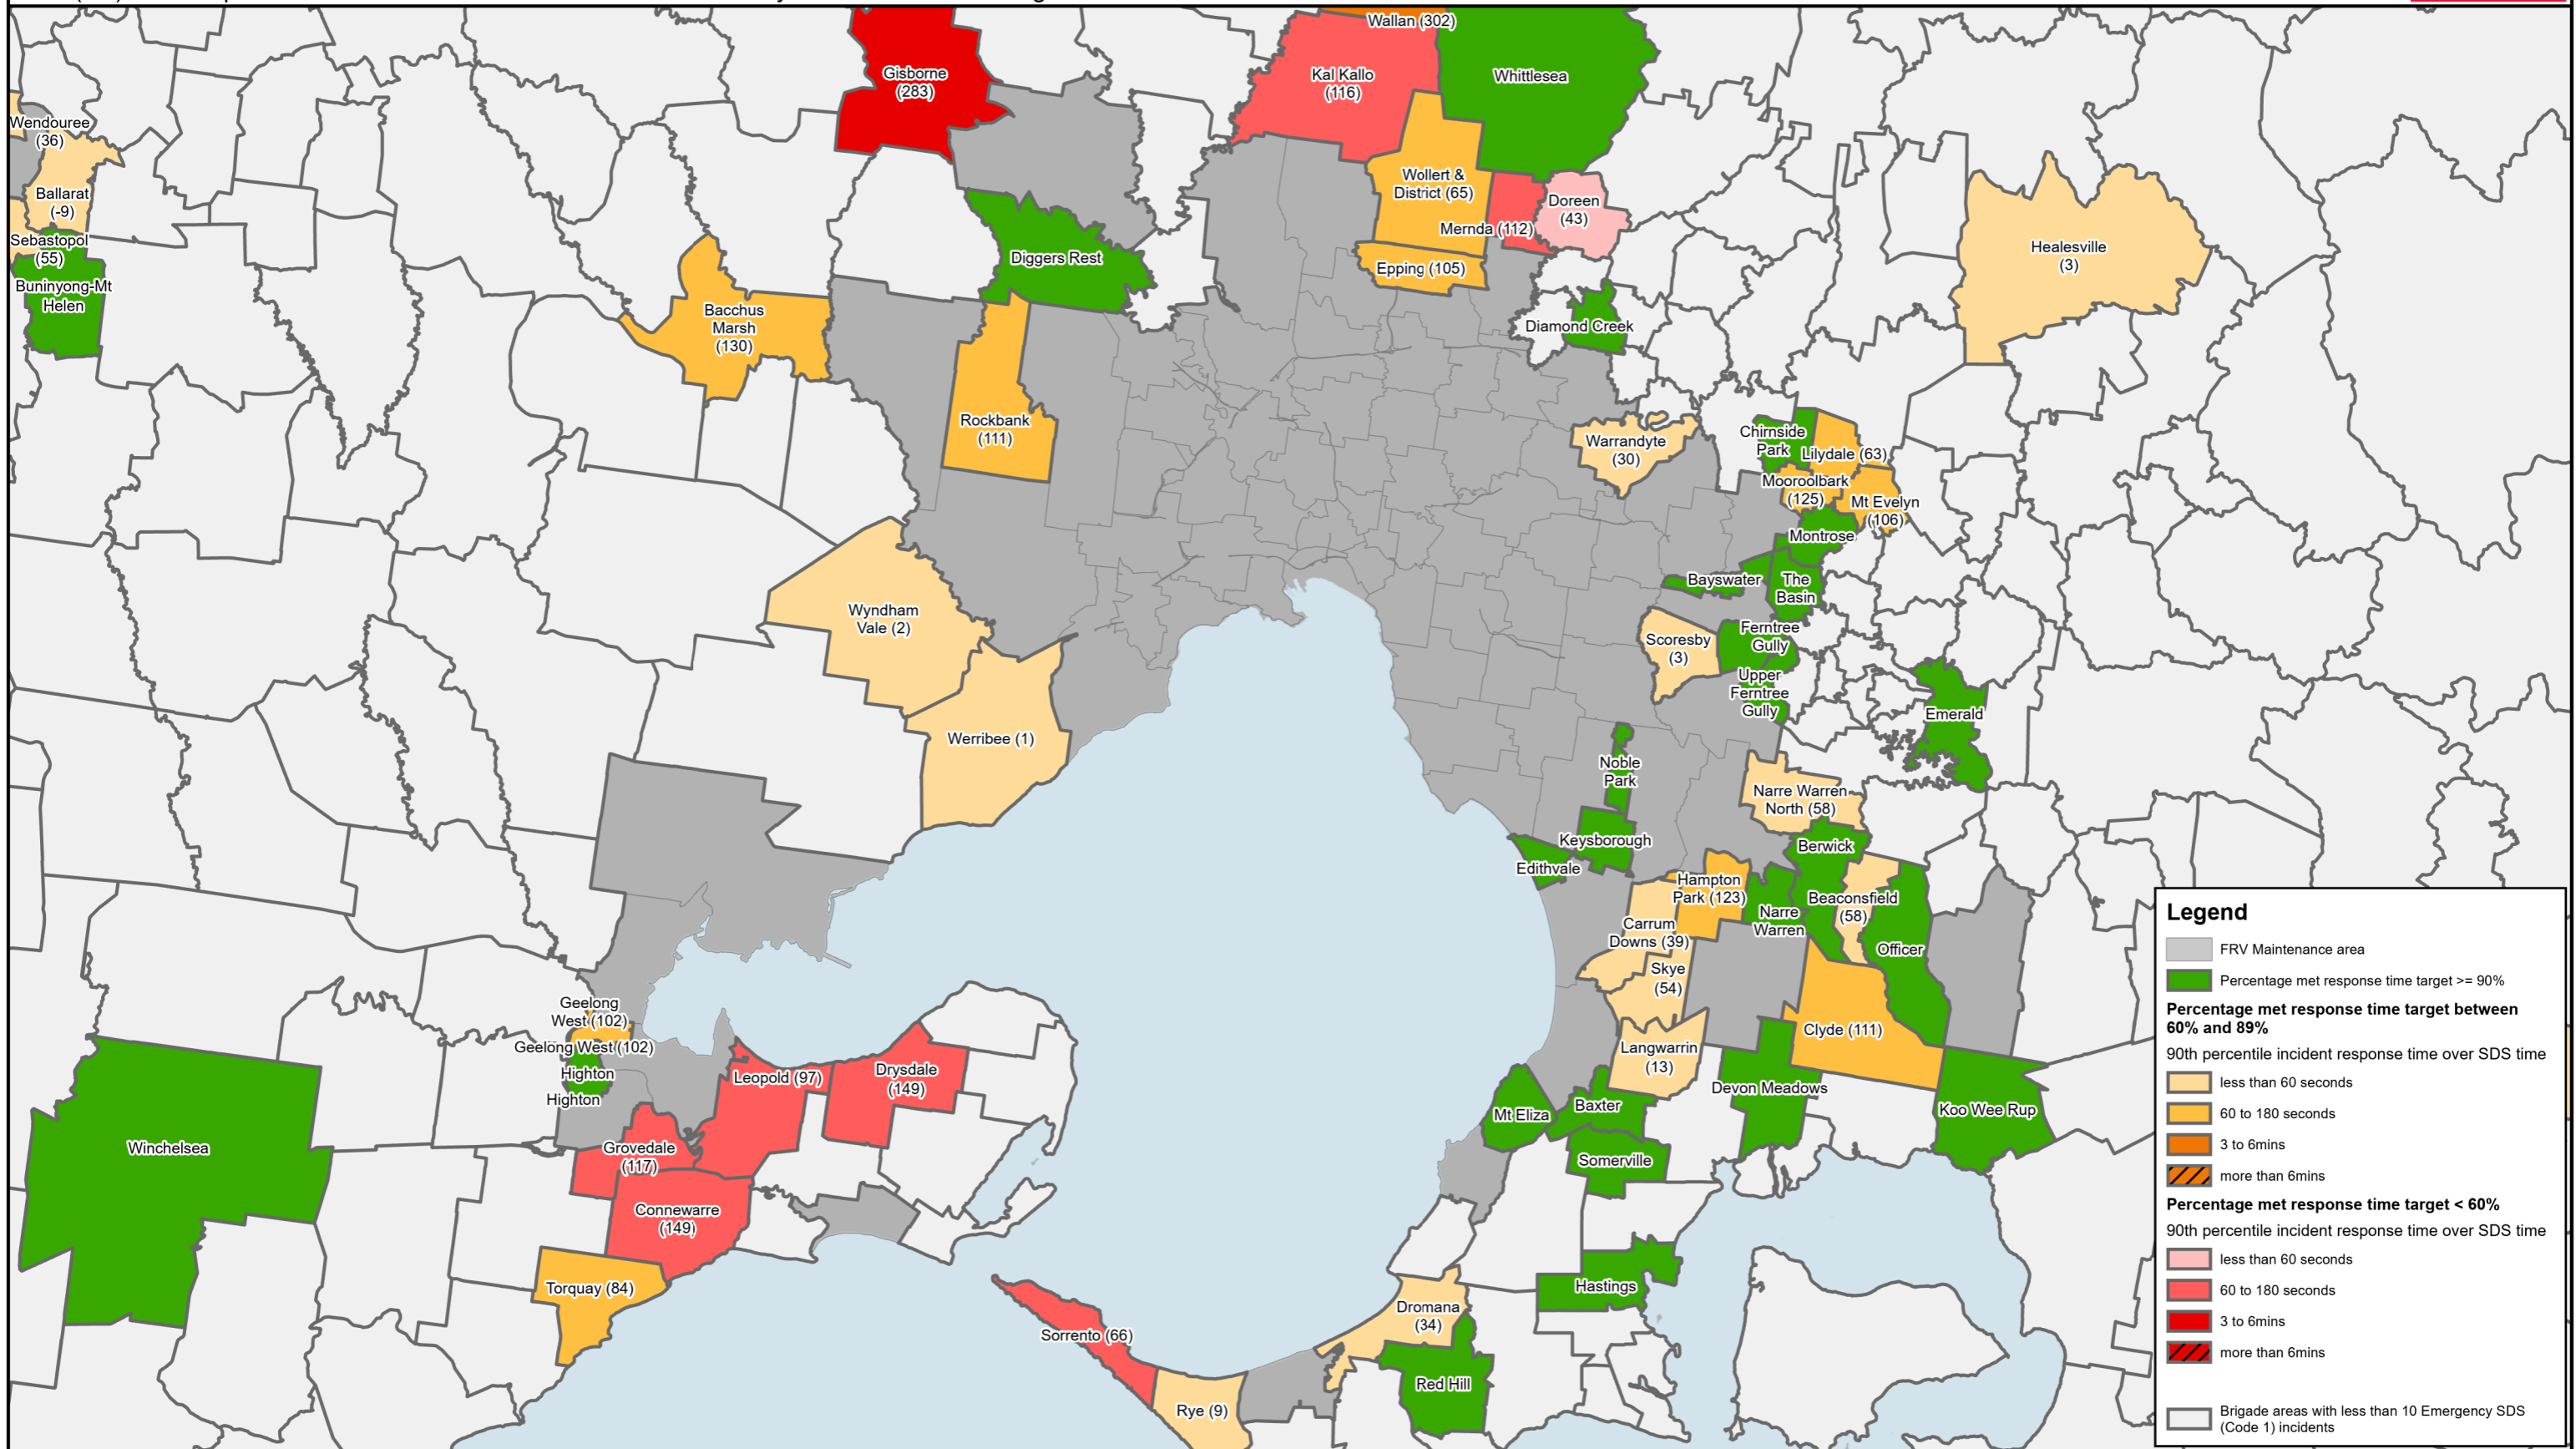 Wallan (302)
Gisborne
(283)
Kal Kallo
(116)
Whittlesea
Wendouree
(36)
Ballarat
(-9)
Wollert &
District (65)
Doreen
(43)
Mernda (112)
Sebastopol
(55)
Diggers Rest
Epping (105)
Healesville
(3)
Buninyong-Mt
Helen
Bacchus
Marsh
(130)
Diamond Creek
Rockbank
(111)
Warrandyte
(30)
Chirnside
Park
Lilydale (63)
Mooroolbark
(125)
Mt Evelyn
(106)
Montrose
Bayswater
The
Basin
Wyndham
Vale (2)
Scoresby
(3)
Ferntree
Gully
Upper
Ferntree
Gully
Emerald
Werribee (1)
Noble
Park
Narre Warren
North (58)
Keysborough
Berwick
Edithvale
Hampton
Park (123)
Narre
Warren
Beaconsfield
(58)
Carrum
Downs (39)
Officer
Skye
(54)
Geelong
West (102)
Geelong West (102)
Clyde (111)
Langwarrin
(13)
Highton
Highton
Leopold (97)
Drysdale
(149)
Devon Meadows
Mt Eliza
Baxter
Koo Wee Rup
Winchelsea
Grovedale
(117)
Somerville
Connewarre
(149)
Torquay (84)
Hastings
Dromana
(34)
Sorrento (66)
Red Hill
Rye (9)
Legend
FRV Maintenance area
Percentage met response time target >= 90%
Percentage met response time target between
60% and 89%
90th percentile incident response time over SDS time
less than 60 seconds
60 to 180 seconds
3 to 6mins
more than 6mins
Percentage met response time target < 60%
90th percentile incident response time over SDS time
less than 60 seconds
60 to 180 seconds
3 to 6mins
more than 6mins
Brigade areas with less than 10 Emergency SDS
(Code 1) incidents